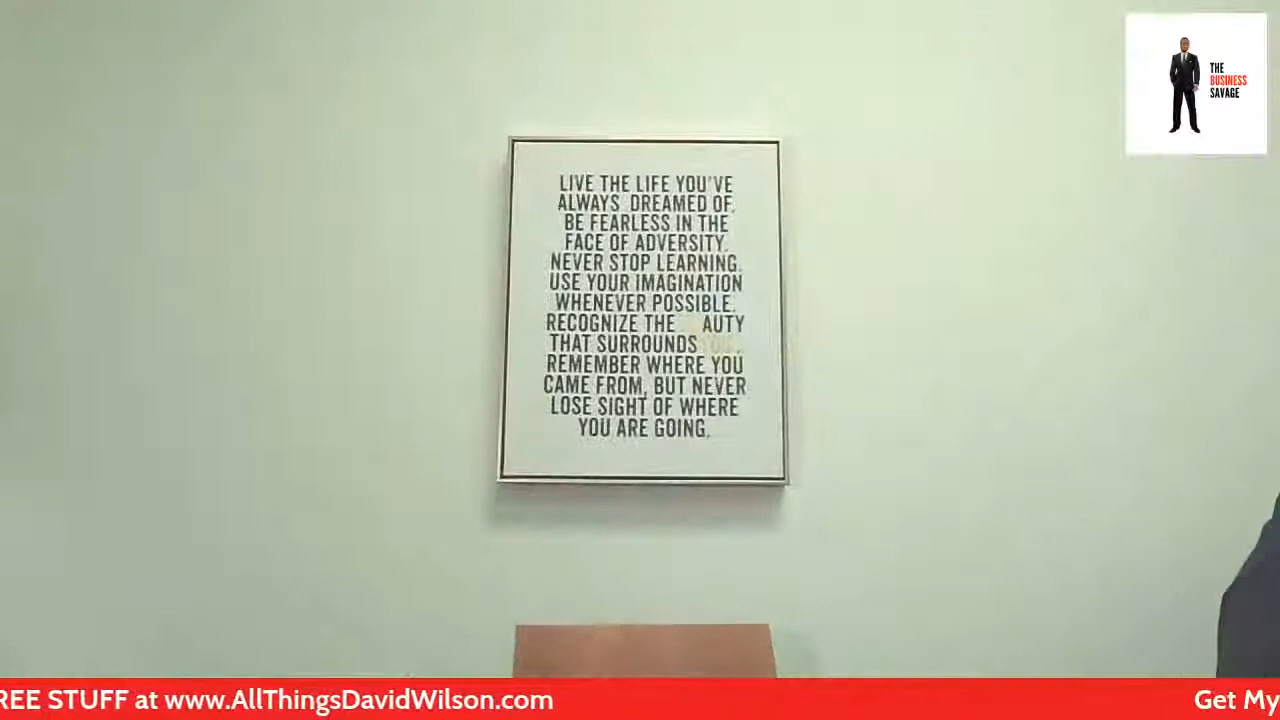 THE
BUSINESS
SAVAGE
LIVE THE LIFE YOU'VE
ALWAYS DREAMED OF.
BE FEARLESS IN THE
FACE OF ADVERSITY.
NEVER STOP LEARNING.
USE YOUR IMAGINATION
WHENEVER POSSIBLE.
RECOGNIZE THE AUTY
THAT SURROUNDS YOU.
REMEMBER WHERE YOU
CAME FROM, BUT NEVER
LOSE SIGHT OF WHERE
YOU ARE GOING.
REE STUFF at www.AllThingsDavidWilson.com
Get My